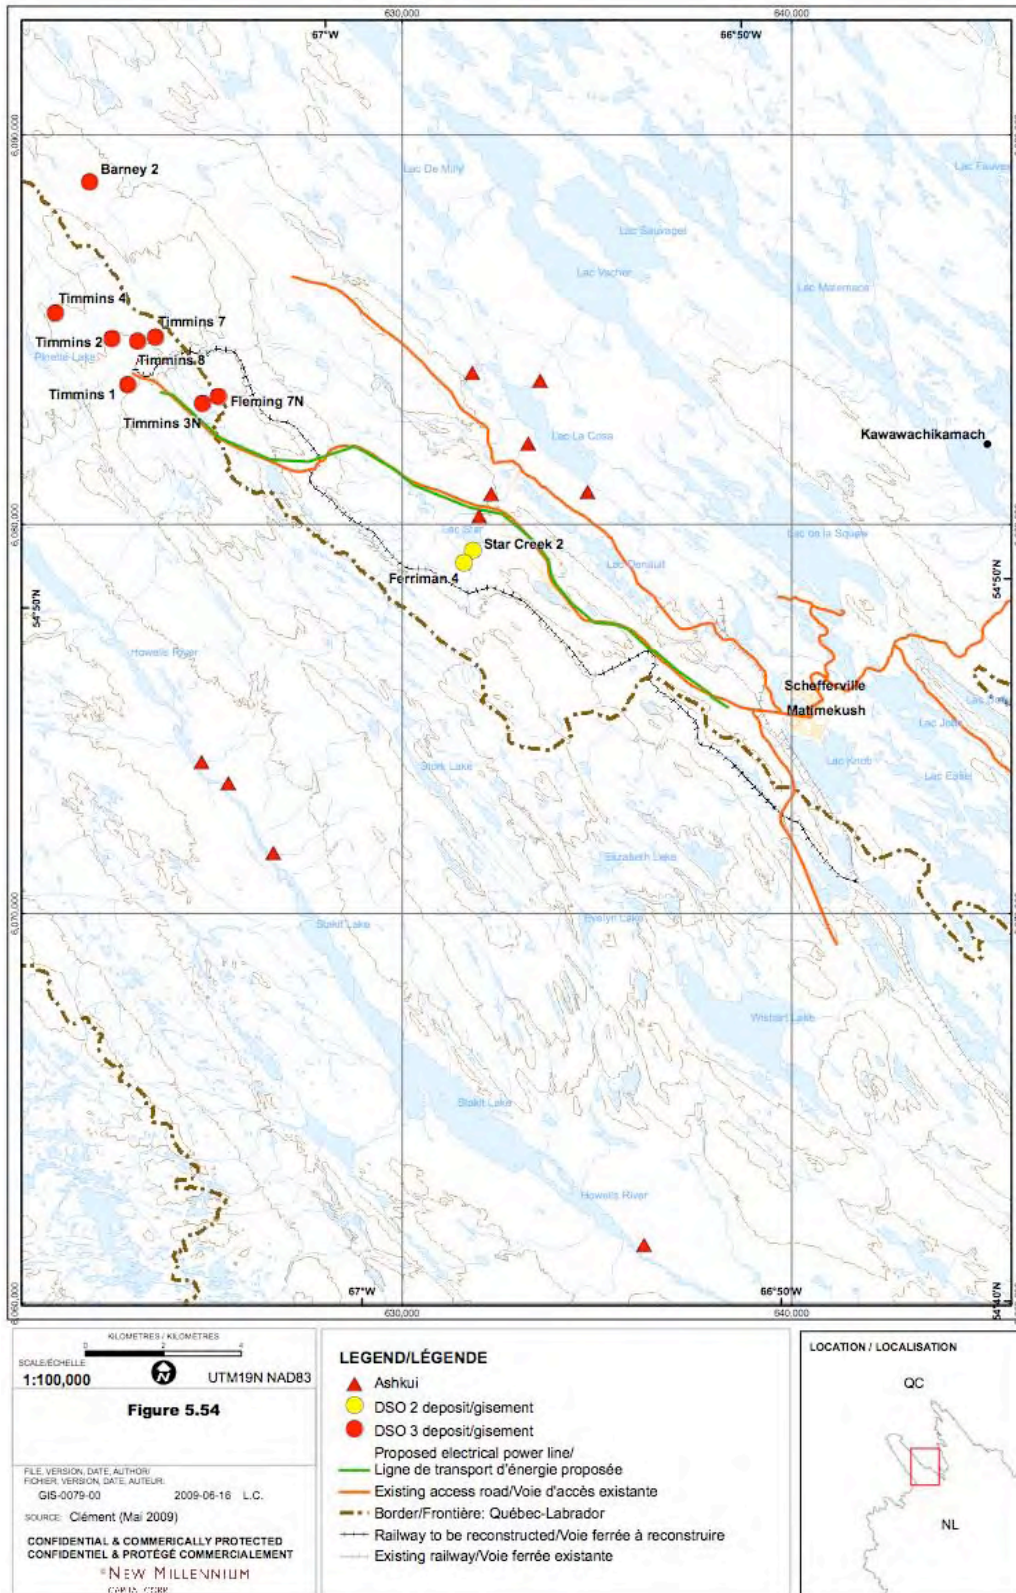 630,000
640,000
67°W
66°50'W
6,090,000
Barney 2
Lac De Milly
Lac Sauvaget
Lac Vacher
Lac Matemace
Timmins 4
Timmins 7
Timmins 2
Pinette Lake
Timmins 8
Timmins 1
Fleming 7N
Timmins 3N
Lac La Cosa
Kawawachikamach
6,080,000
Lac Star
Star Creek 2
Lac de la Squaw
Lac Denault
Ferriman 4
54°50'N
54°50'N
Howells River
Schefferville
Matimekush
Lac Knob
Stork Lake
Elizabeth Lake
Evelyn Lake
6,070,000
Stakit Lake
Wishart Lake
Stakit Lake
Howells River
6,060,000
54°40'N
67°W
66°50'W
630,000
640,000
KILOMETRES / KILOMÈTRES
0 2 4
SCALE/ÉCHELLE
1:100,000
UTM19N NAD83
Figure 5.54
FILE, VERSION, DATE, AUTHOR/
FICHIER, VERSION, DATE, AUTEUR:
GIS-0079-00 2009-06-16 L.C.
SOURCE: Clément (Mai 2009)
CONFIDENTIAL & COMMERICALLY PROTECTED
CONFIDENTIEL & PROTÉGÉ COMMERCIALEMENT
NEW MILLENNIUM
CAPITAL CORP.
LEGEND/LÉGENDE
Ashkui
DSO 2 deposit/gisement
DSO 3 deposit/gisement
Proposed electrical power line/
Ligne de transport d'énergie proposée
Existing access road/Voie d'accès existante
Border/Frontière: Québec-Labrador
Railway to be reconstructed/Voie ferrée à reconstruire
Existing railway/Voie ferrée existante
LOCATION / LOCALISATION
QC
NL